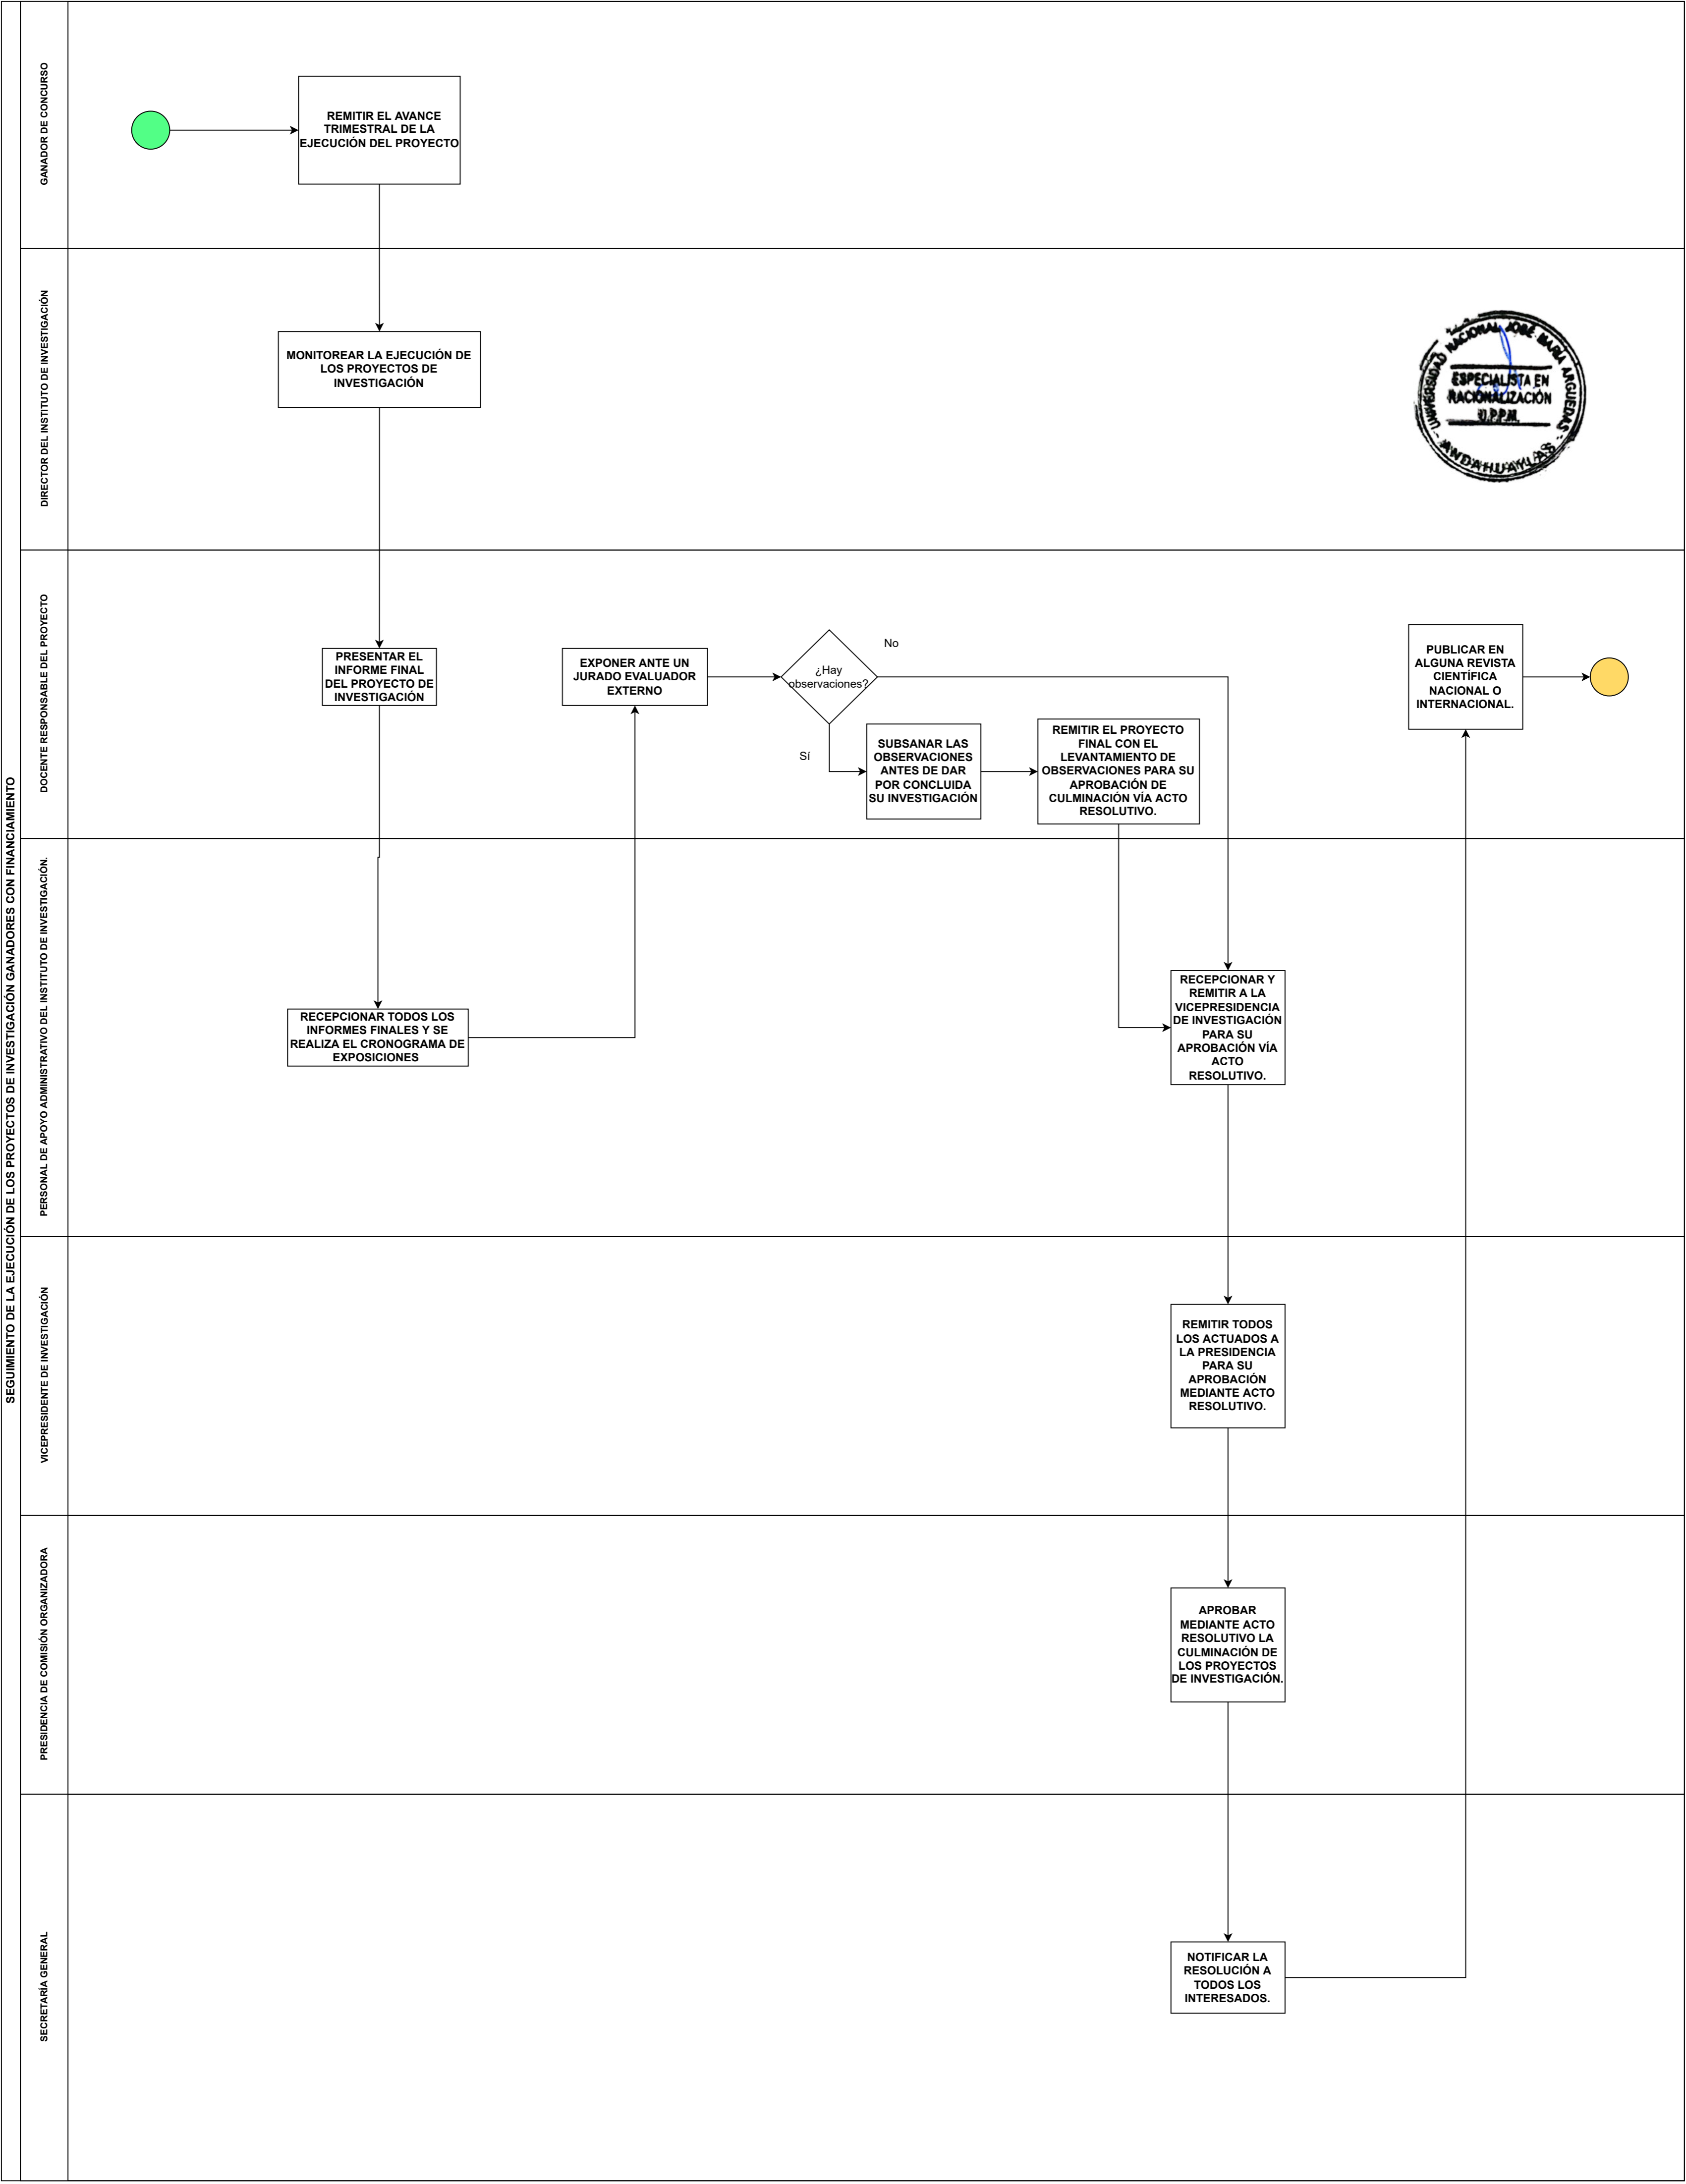 SEGUIMIENTO DE LA EJECUCIÓN DE LOS PROYECTOS DE INVESTIGACIÓN GANADORES CON FINANCIAMIENTO
GANADOR DE CONCURSO
REMITIR EL AVANCE
TRIMESTRAL DE LA
EJECUCIÓN DEL PROYECTO
DIRECTOR DEL INSTITUTO DE INVESTIGACIÓN
MONITOREAR LA EJECUCIÓN DE
LOS PROYECTOS DE
INVESTIGACIÓN
UNIVERSIDAD NACIONAL JOSÉ MARÍA ARGUEDAS
ESPECIALISTA EN
RACIONALIZACIÓN
U.P.P.M.
- ANDAHUAYLAS -
DOCENTE RESPONSABLE DEL PROYECTO
PRESENTAR EL
INFORME FINAL
DEL PROYECTO DE
INVESTIGACIÓN
EXPONER ANTE UN
JURADO EVALUADOR
EXTERNO
¿Hay
observaciones?
No
Sí
SUBSANAR LAS
OBSERVACIONES
ANTES DE DAR
POR CONCLUIDA
SU INVESTIGACIÓN
REMITIR EL PROYECTO
FINAL CON EL
LEVANTAMIENTO DE
OBSERVACIONES PARA SU
APROBACIÓN DE
CULMINACIÓN VÍA ACTO
RESOLUTIVO.
PUBLICAR EN
ALGUNA REVISTA
CIENTÍFICA
NACIONAL O
INTERNACIONAL.
PERSONAL DE APOYO ADMINISTRATIVO DEL INSTITUTO DE INVESTIGACIÓN.
RECEPCIONAR TODOS LOS
INFORMES FINALES Y SE
REALIZA EL CRONOGRAMA DE
EXPOSICIONES
RECEPCIONAR Y
REMITIR A LA
VICEPRESIDENCIA
DE INVESTIGACIÓN
PARA SU
APROBACIÓN VÍA
ACTO
RESOLUTIVO.
VICEPRESIDENTE DE INVESTIGACIÓN
REMITIR TODOS
LOS ACTUADOS A
LA PRESIDENCIA
PARA SU
APROBACIÓN
MEDIANTE ACTO
RESOLUTIVO.
PRESIDENCIA DE COMISIÓN ORGANIZADORA
APROBAR
MEDIANTE ACTO
RESOLUTIVO LA
CULMINACIÓN DE
LOS PROYECTOS
DE INVESTIGACIÓN.
SECRETARÍA GENERAL
NOTIFICAR LA
RESOLUCIÓN A
TODOS LOS
INTERESADOS.